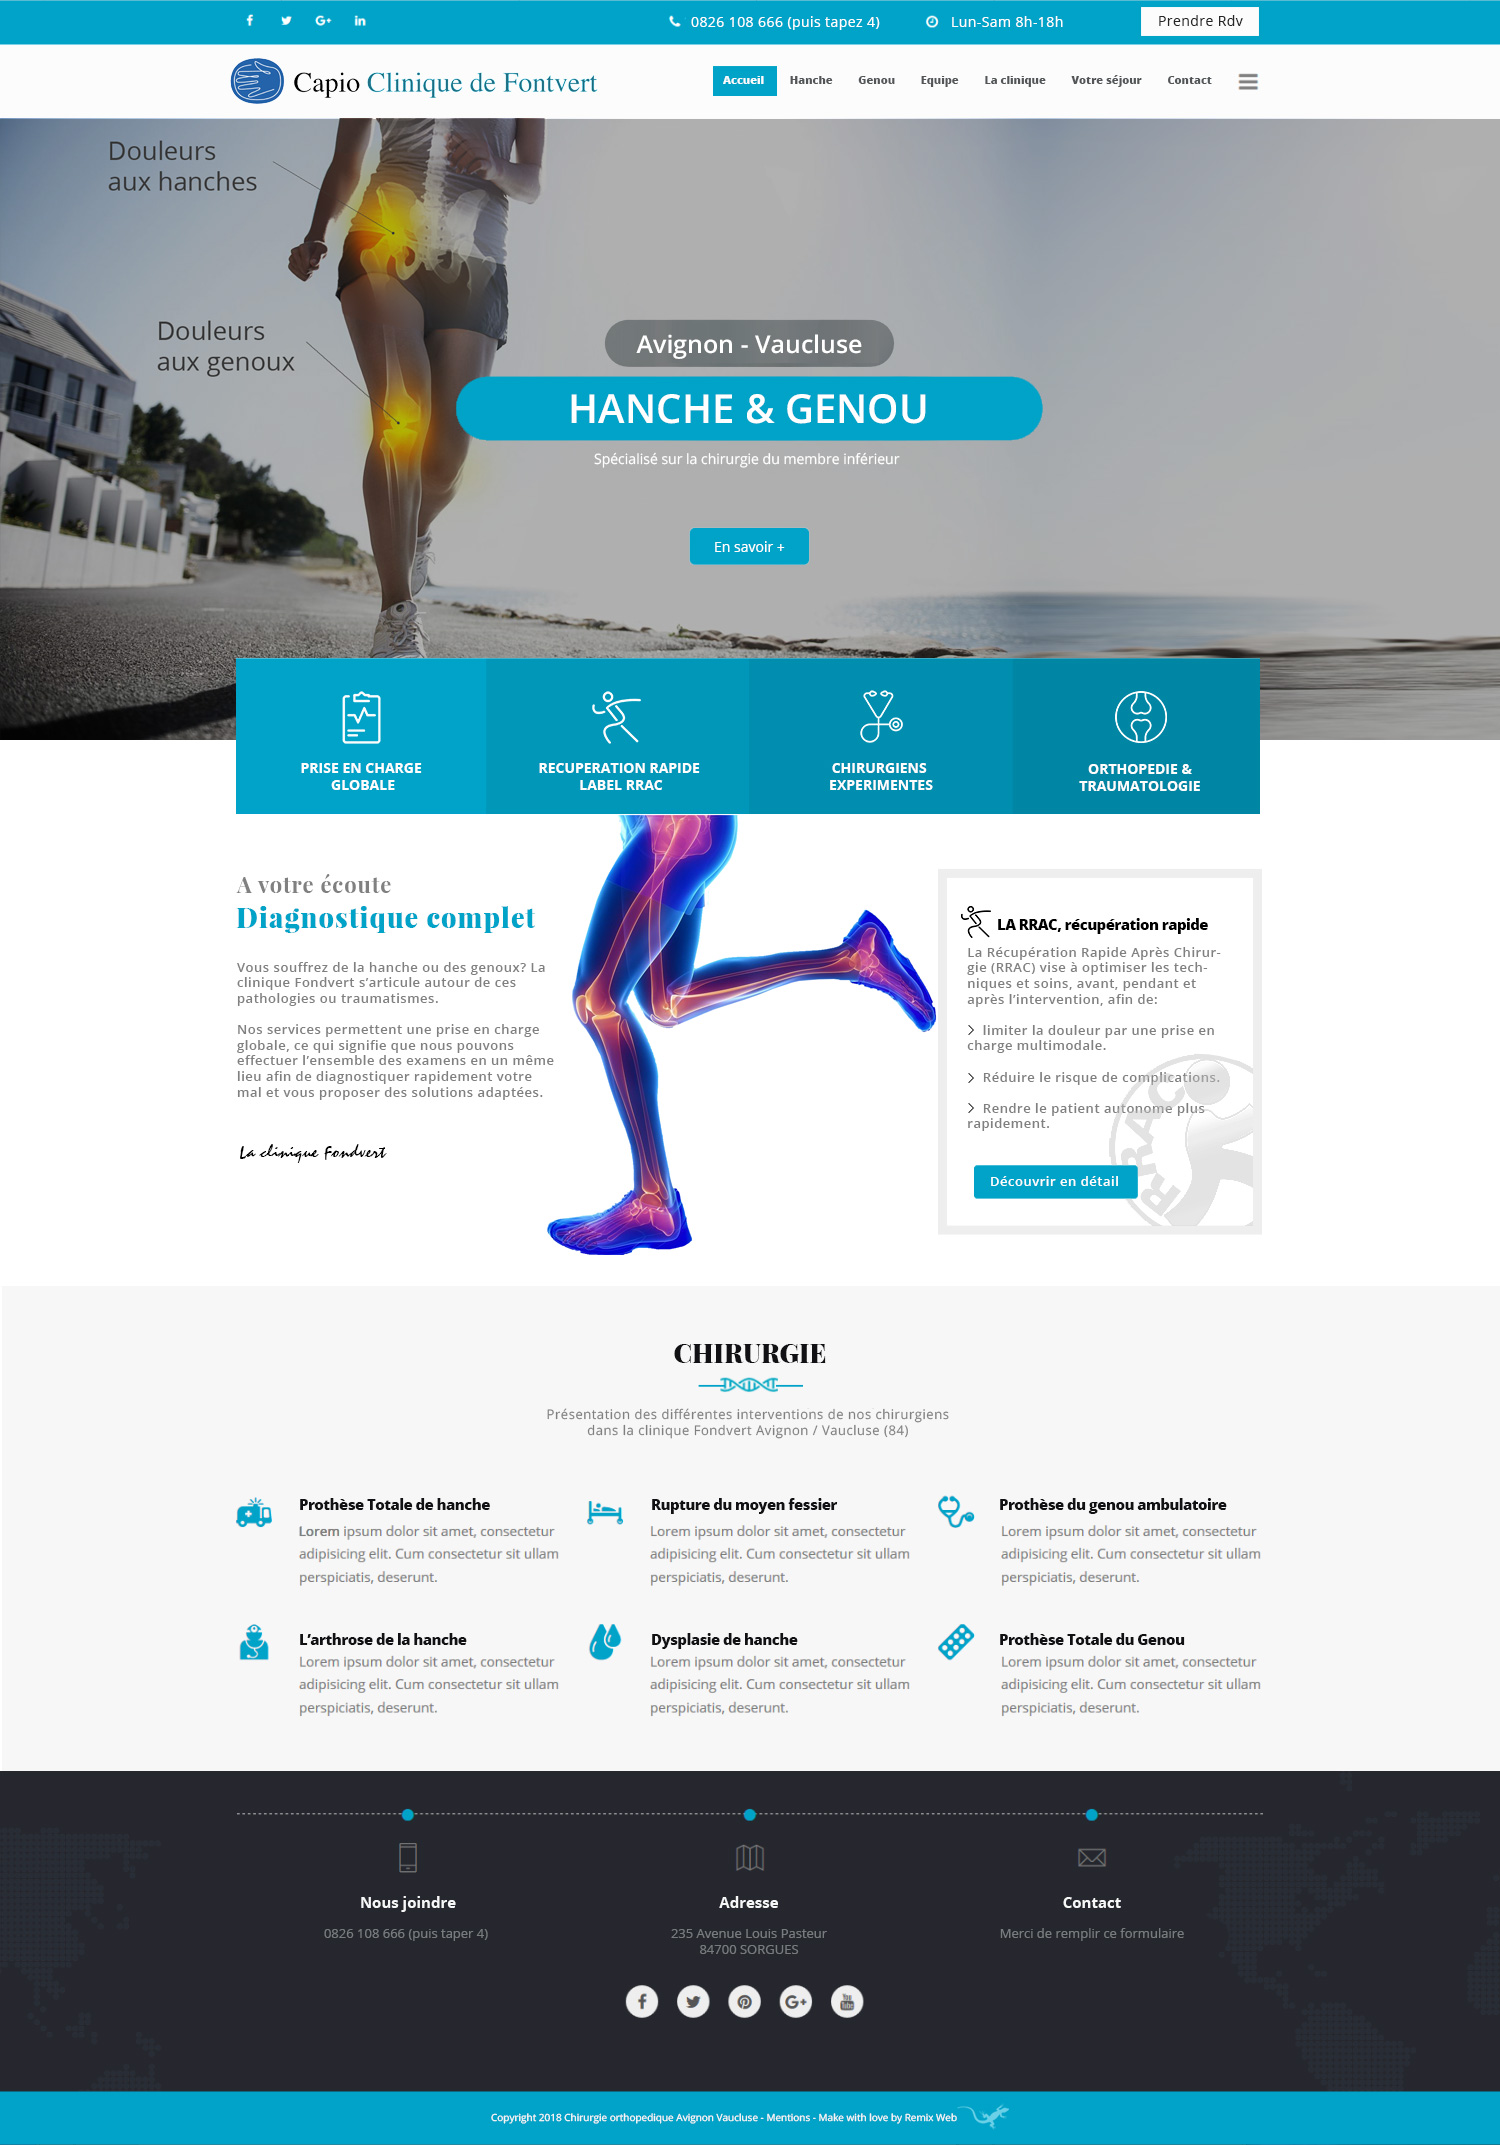 0826 108 666 (puis tapez 4)
Lun-Sam 8h-18h
Prendre Rdv
Capio Clinique de Fontvert
Accueil
Hanche
Genou
Equipe
La clinique
Votre séjour
Contact
Douleurs
aux hanches
Douleurs
aux genoux
Avignon - Vaucluse
HANCHE & GENOU
Spécialisé sur la chirurgie du membre inférieur
En savoir +
PRISE EN CHARGE
GLOBALE
RECUPERATION RAPIDE
LABEL RRAC
CHIRURGIENS
EXPERIMENTES
ORTHOPEDIE &
TRAUMATOLOGIE
A votre écoute
Diagnostique complet
Vous souffrez de la hanche ou des genoux? La
clinique Fondvert s’articule autour de ces
pathologies ou traumatismes.
Nos services permettent une prise en charge
globale, ce qui signifie que nous pouvons
effectuer l’ensemble des examens en un même
lieu afin de diagnostiquer rapidement votre
mal et vous proposer des solutions adaptées.
La clinique Fondvert
LA RRAC, récupération rapide
La Récupération Rapide Après Chirur-
gie (RRAC) vise à optimiser les tech-
niques et soins, avant, pendant et
après l’intervention, afin de:
limiter la douleur par une prise en
charge multimodale.
Réduire le risque de complications.
Rendre le patient autonome plus
rapidement.
RRAC
Découvrir en détail
CHIRURGIE
Présentation des différentes interventions de nos chirurgiens
dans la clinique Fondvert Avignon / Vaucluse (84)
Prothèse Totale de hanche
Lorem ipsum dolor sit amet, consectetur
adipisicing elit. Cum consectetur sit ullam
perspiciatis, deserunt.
Rupture du moyen fessier
Lorem ipsum dolor sit amet, consectetur
adipisicing elit. Cum consectetur sit ullam
perspiciatis, deserunt.
Prothèse du genou ambulatoire
Lorem ipsum dolor sit amet, consectetur
adipisicing elit. Cum consectetur sit ullam
perspiciatis, deserunt.
L’arthrose de la hanche
Lorem ipsum dolor sit amet, consectetur
adipisicing elit. Cum consectetur sit ullam
perspiciatis, deserunt.
Dysplasie de hanche
Lorem ipsum dolor sit amet, consectetur
adipisicing elit. Cum consectetur sit ullam
perspiciatis, deserunt.
Prothèse Totale du Genou
Lorem ipsum dolor sit amet, consectetur
adipisicing elit. Cum consectetur sit ullam
perspiciatis, deserunt.
Nous joindre
0826 108 666 (puis taper 4)
Adresse
235 Avenue Louis Pasteur
84700 SORGUES
Contact
Merci de remplir ce formulaire
You Tube
Copyright 2018 Chirurgie orthopedique Avignon Vaucluse - Mentions - Make with love by Remix Web